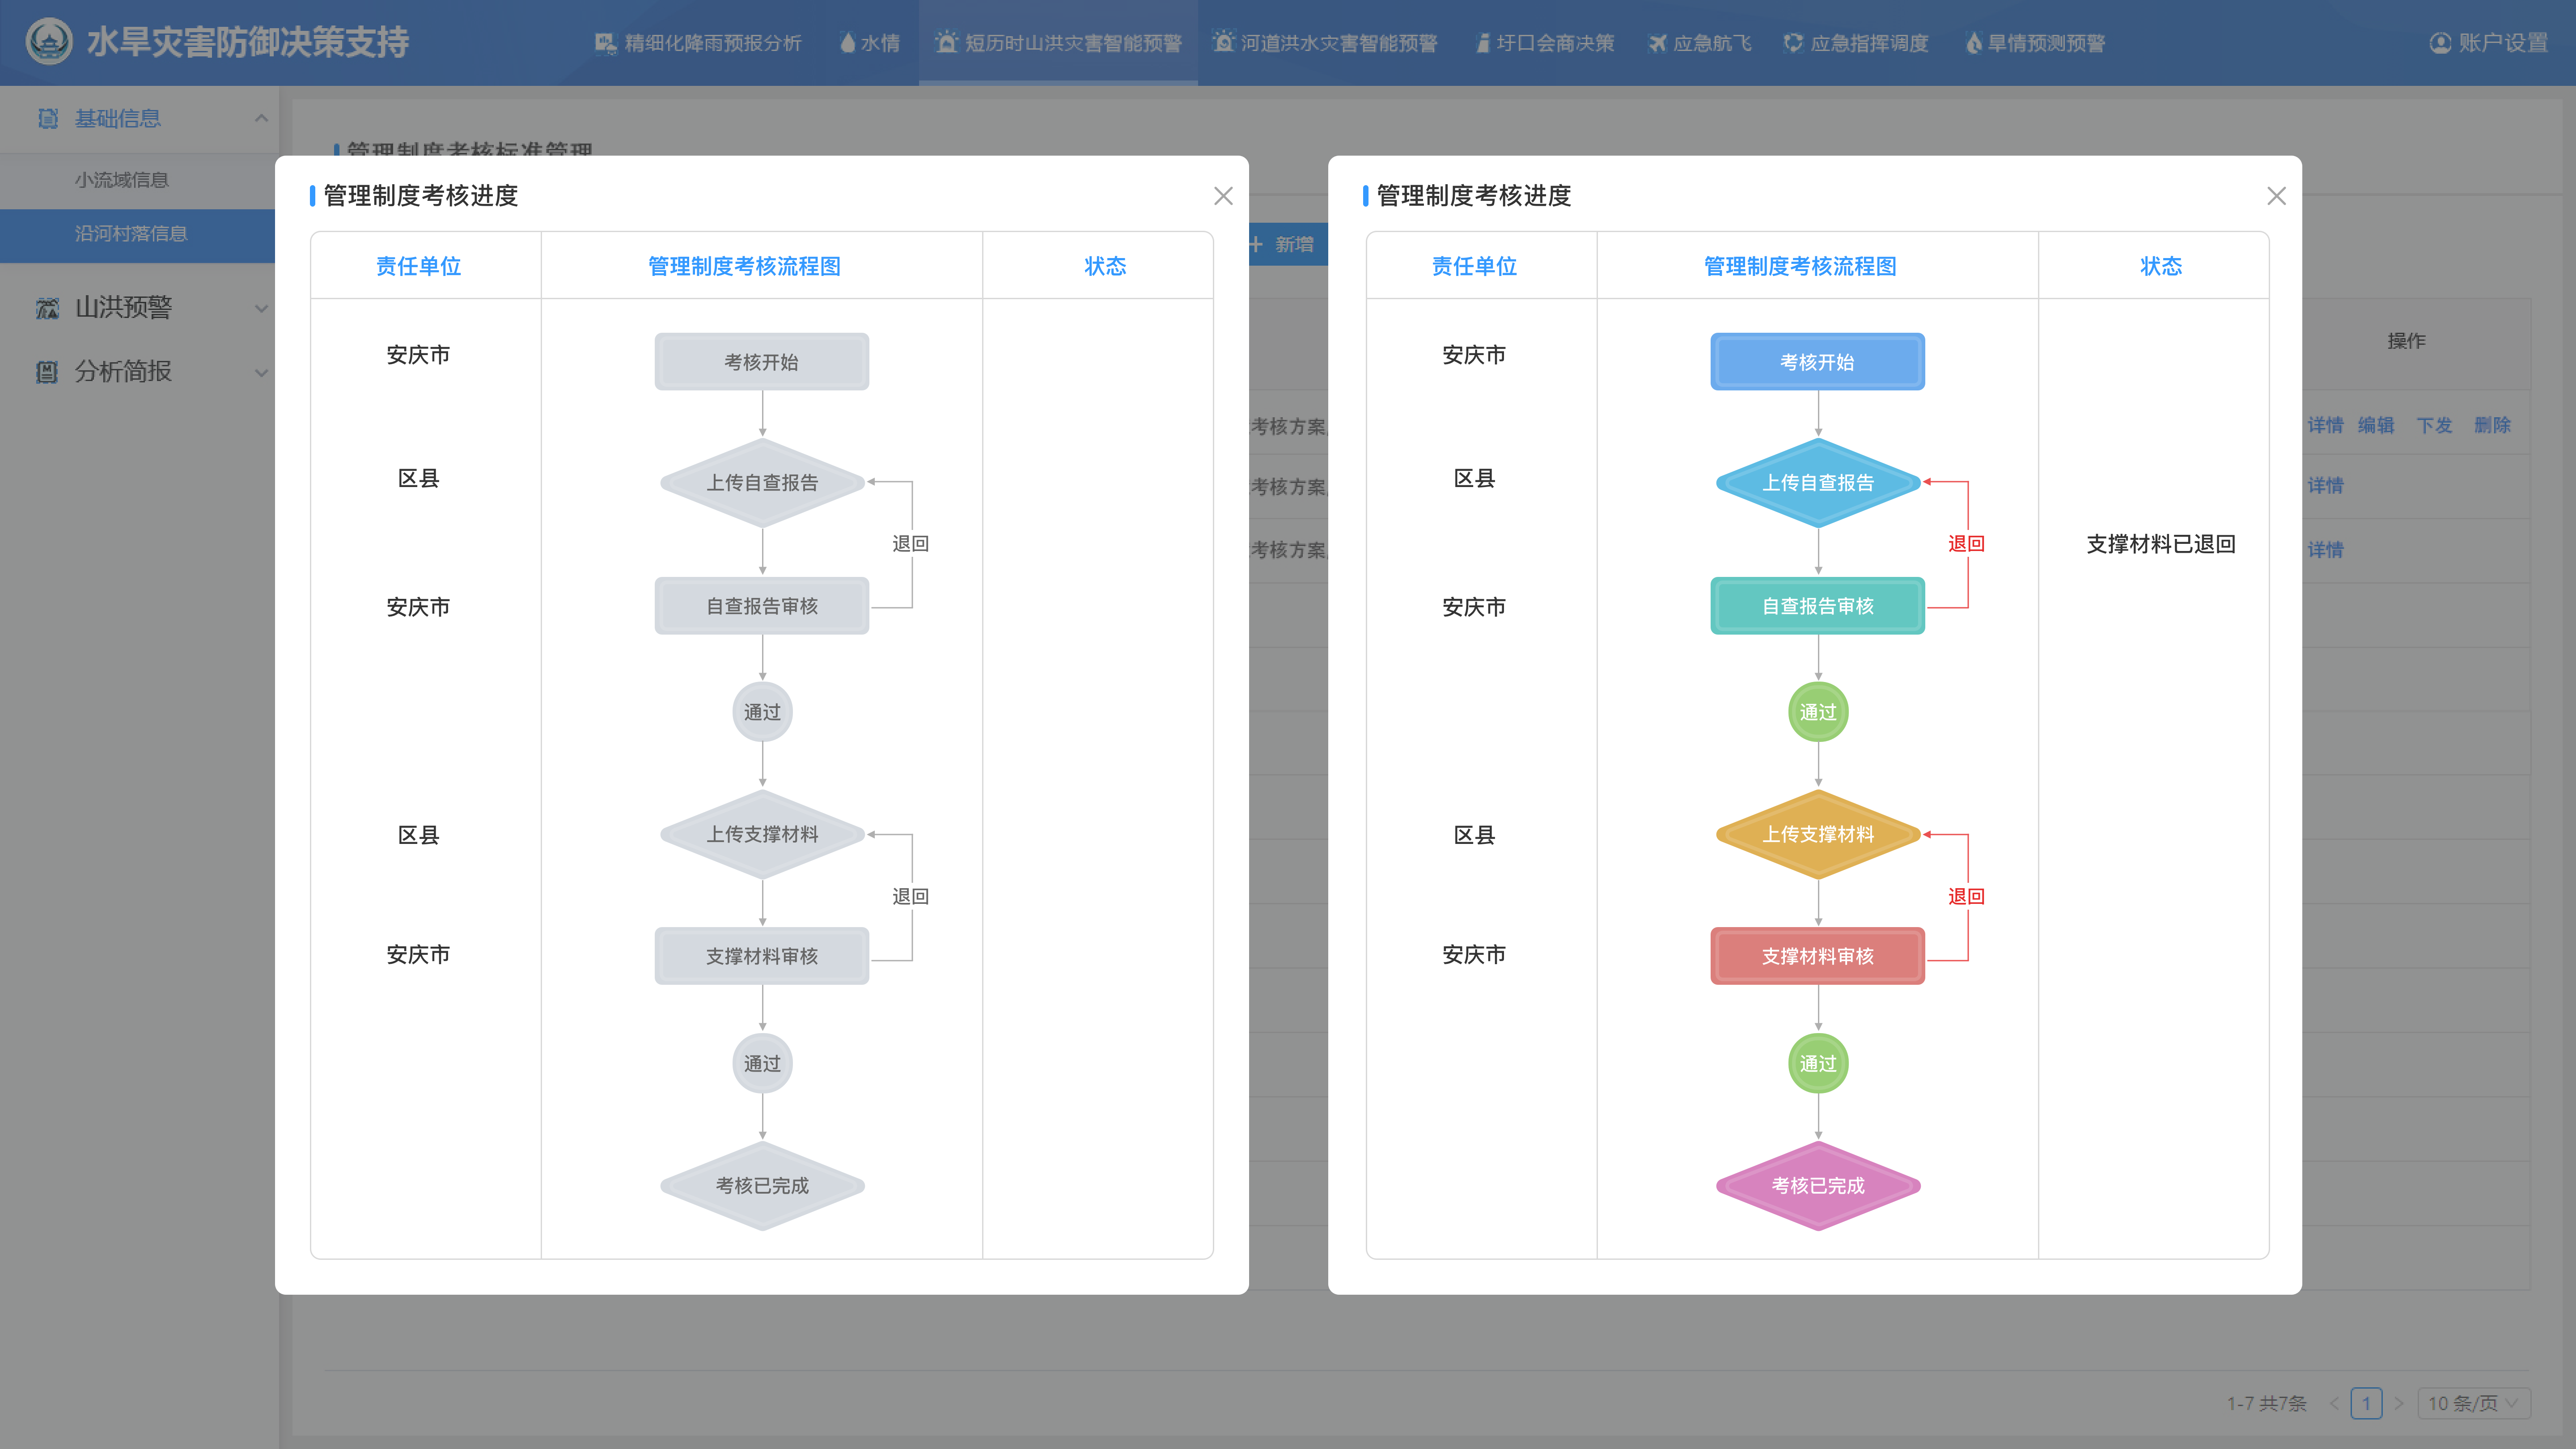 水旱灾害防御决策支持
精细化降雨预报分析
水情
短历时山洪灾害智能预警
河道洪水灾害智能预警
圩口会商决策
应急航飞
应急指挥调度
旱情预测预警
账户设置
基础信息
小流域信息
沿河村落信息
山洪预警
分析简报
管理制度考核标准管理
管理制度考核进度
责任单位
管理制度考核流程图
状态
安庆市
考核开始
区县
上传自查报告
退回
安庆市
自查报告审核
通过
区县
上传支撑材料
退回
安庆市
支撑材料审核
通过
考核已完成
新增
考核方案
考核方案
考核方案
管理制度考核进度
责任单位
管理制度考核流程图
状态
安庆市
考核开始
区县
上传自查报告
退回
支撑材料已退回
安庆市
自查报告审核
通过
区县
上传支撑材料
退回
安庆市
支撑材料审核
通过
考核已完成
操作
详情 编辑 下发 删除
详情
详情
1-7 共7条
1
10 条/页